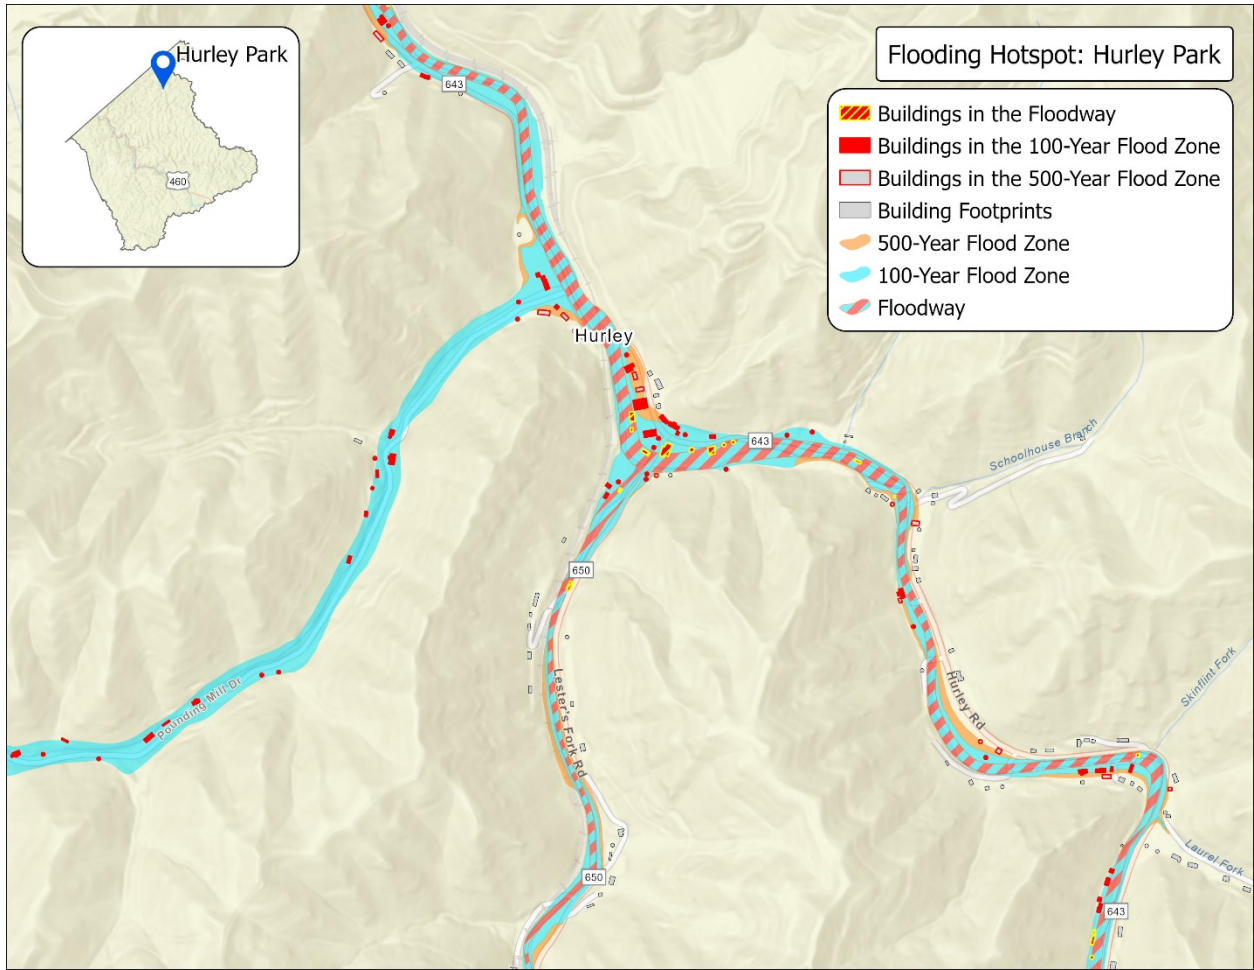 Hurley Park
460
Flooding Hotspot: Hurley Park
Buildings in the Floodway
Buildings in the 100-Year Flood Zone
Buildings in the 500-Year Flood Zone
Building Footprints
500-Year Flood Zone
100-Year Flood Zone
Floodway
643
Hurley
643
Schoolhouse Branch
650
Skinflint Fork
Hurley Rd
Pounding Mill Dr
Lester's Fork Rd
Laurel Fork
650
643